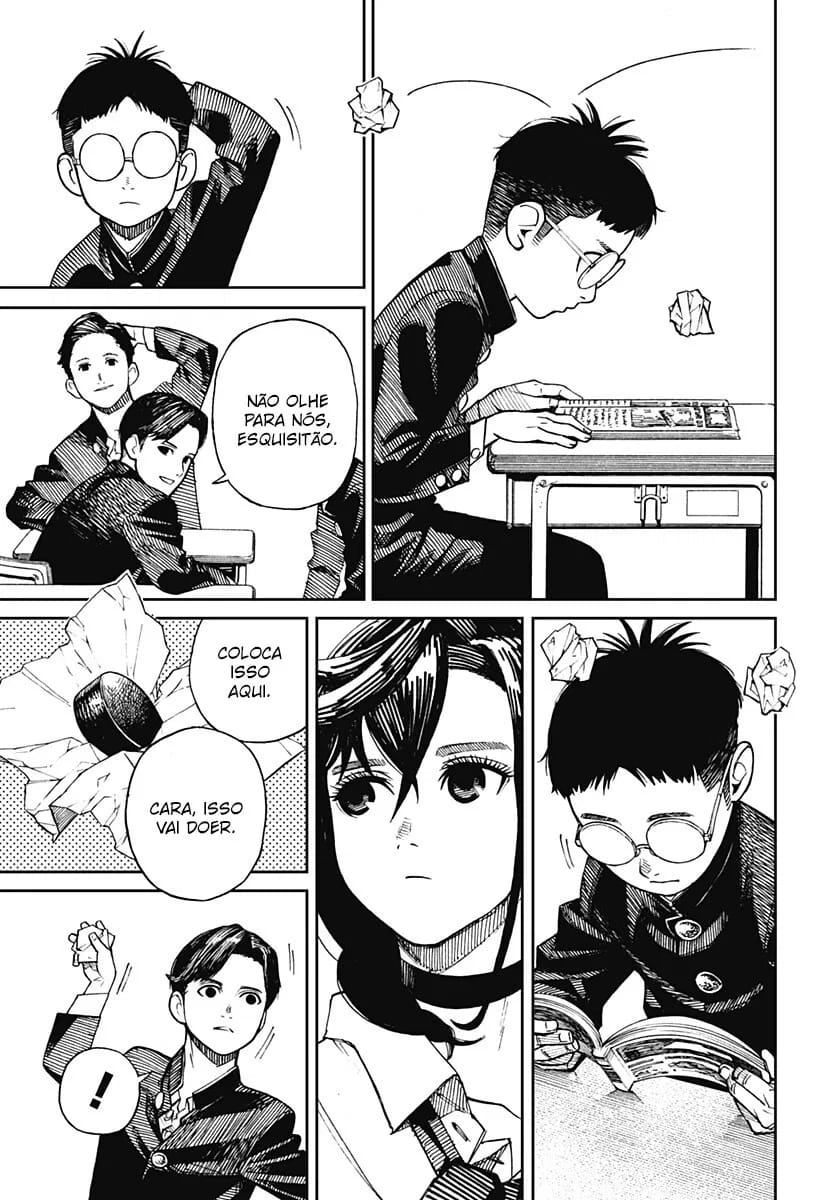 NÃO OLHE
PARA NÓS,
ESQUISITÃO.
COLOCA
ISSO
AQUI.
CARA, ISSO
VAI DOER.
!